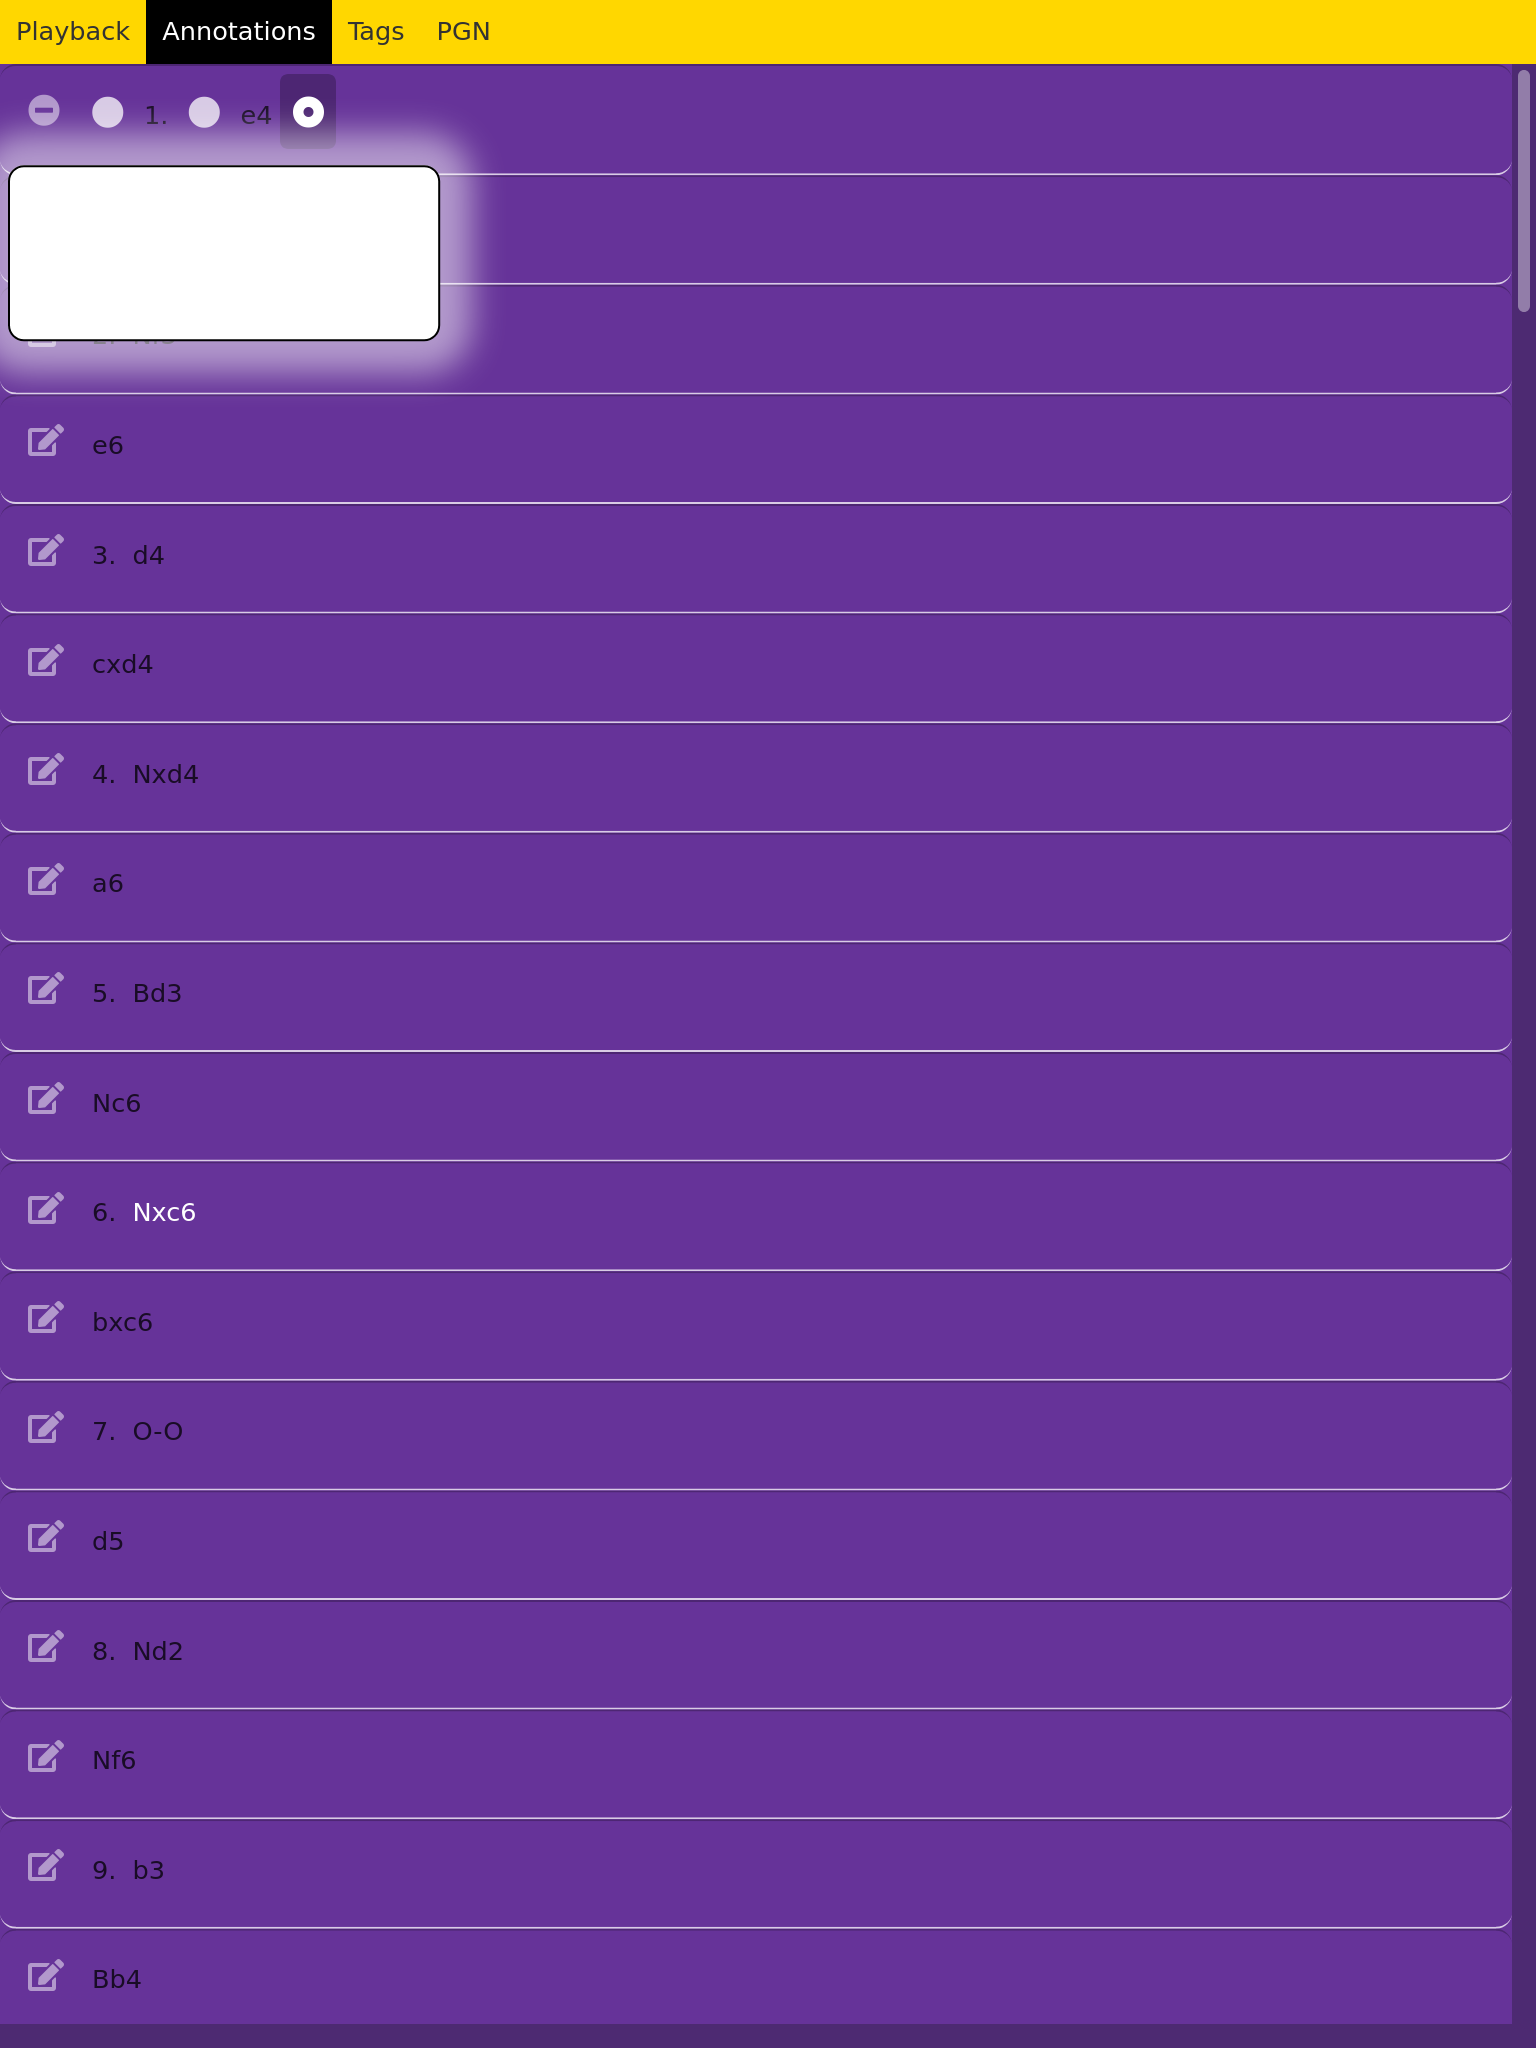 Playback Annotations Tags PGN
1. e4
e6
3. d4
cxd4
4. Nxd4
a6
5. Bd3
Nc6
6. Nxc6
bxc6
7. O-O
d5
8. Nd2
Nf6
9. b3
Bb4